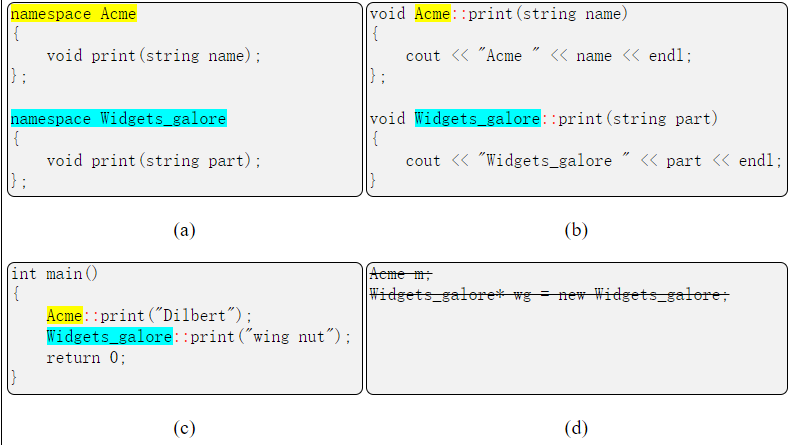 namespace Acme
{
    void print(string name);
};

namespace Widgets_galore
{
    void print(string part);
};
(a)
void Acme::print(string name)
{
    cout << "Acme " << name << endl;
};

void Widgets_galore::print(string part)
{
    cout << "Widgets_galore " << part << endl;
}
(b)
int main()
{
    Acme::print("Dilbert");
    Widgets_galore::print("wing nut");
    return 0;
}
(c)
Acme m;
Widgets_galore* wg = new Widgets_galore;
(d)